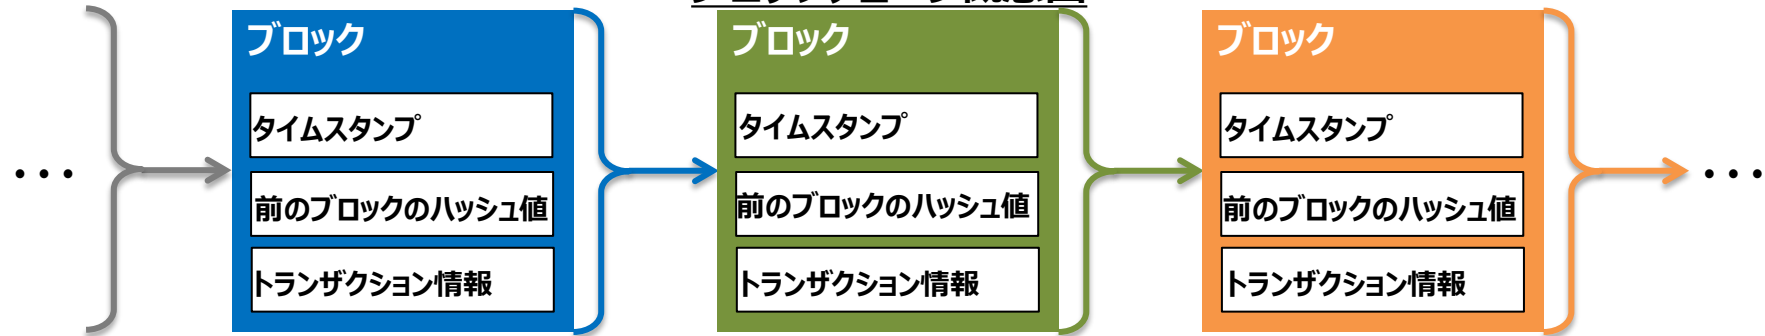 ・・・
ブロック
タイムスタンプ
前のブロックのハッシュ値
トランザクション情報
ブロック
タイムスタンプ
前のブロックのハッシュ値
トランザクション情報
ブロック
タイムスタンプ
前のブロックのハッシュ値
トランザクション情報
・・・